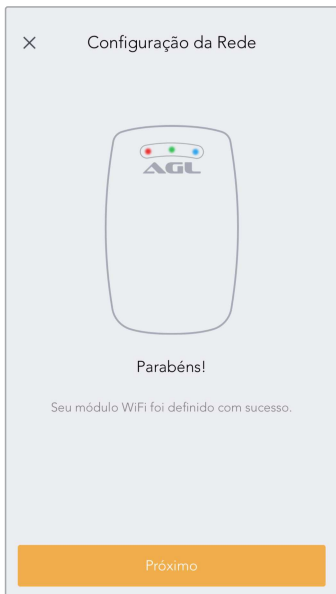 Configuração da Rede
AGL
Parabéns!
Seu módulo WiFi foi definido com sucesso.
Próximo